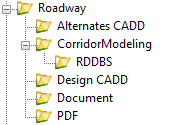 Roadway
Alternates CADD
CorridorModeling
RDDBS
Design CADD
Document
PDF